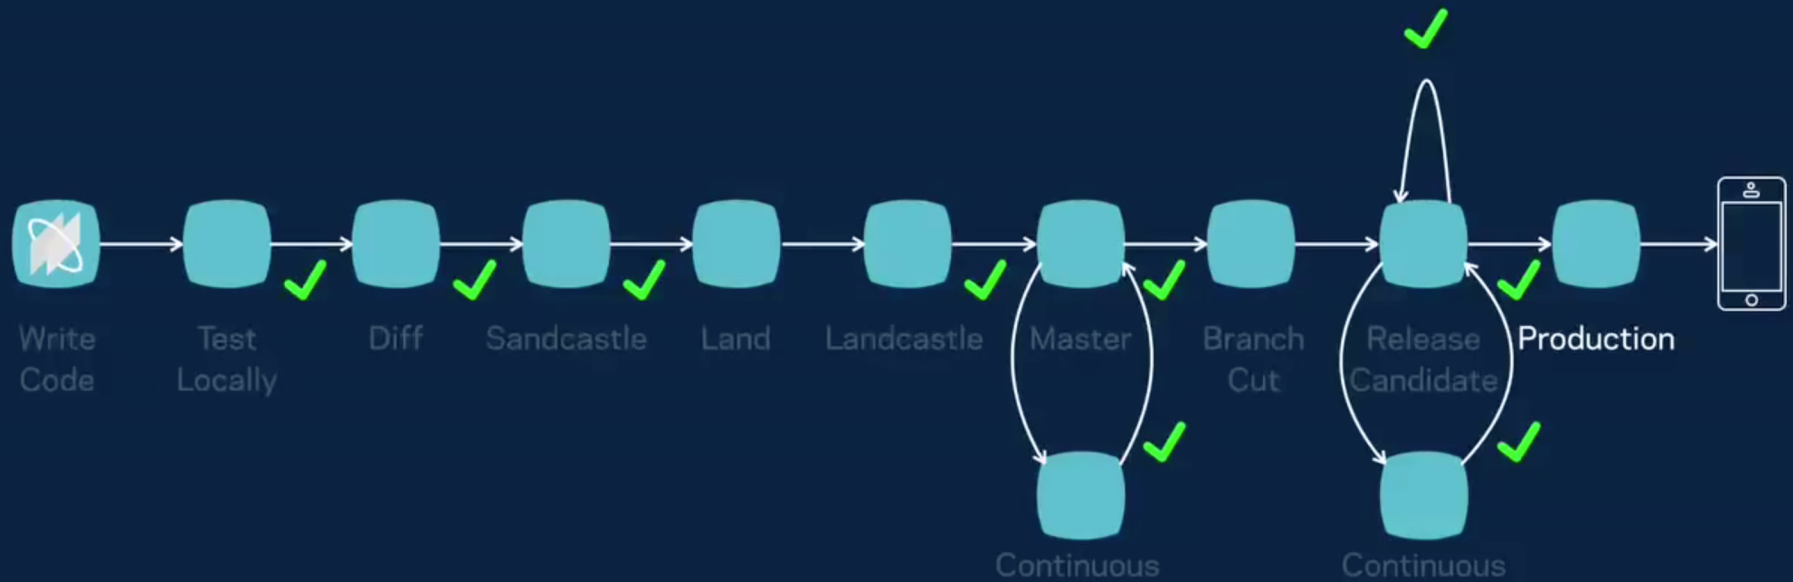 Write
Code
Test
Locally
Diff
Sandcastle
Land
Landcastle
Master
Branch
Cut
Release
Candidate
Production
Continuous
Continuous